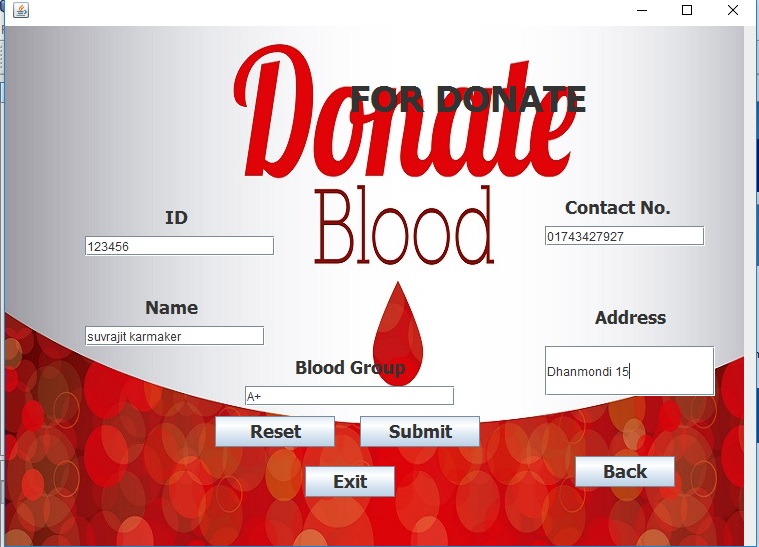 Donate
FOR DONATE
Blood
ID
123456
Contact No.
01743427927
Name
suvrajit karmaker
Address
Dhanmondi 15
Blood Group
A+
Reset
Submit
Exit
Back